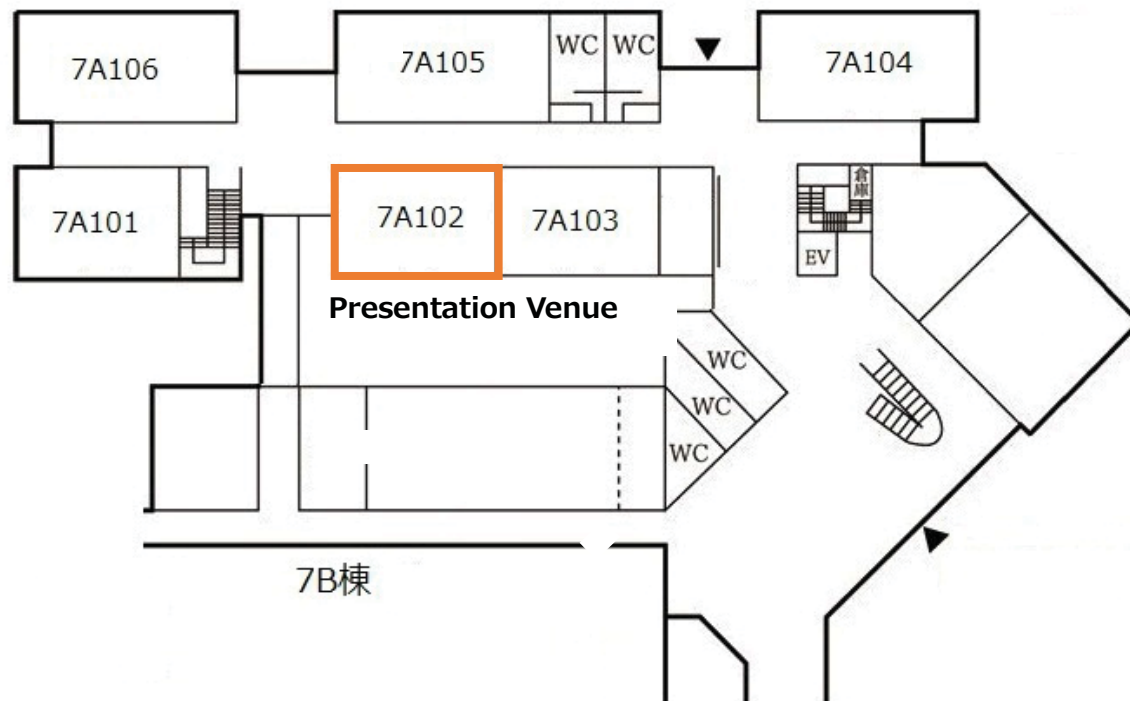 7A106
7A105
WC
WC
7A104
7A101
7A102
7A103
倉庫
EV
Presentation Venue
WC
WC
WC
7B棟